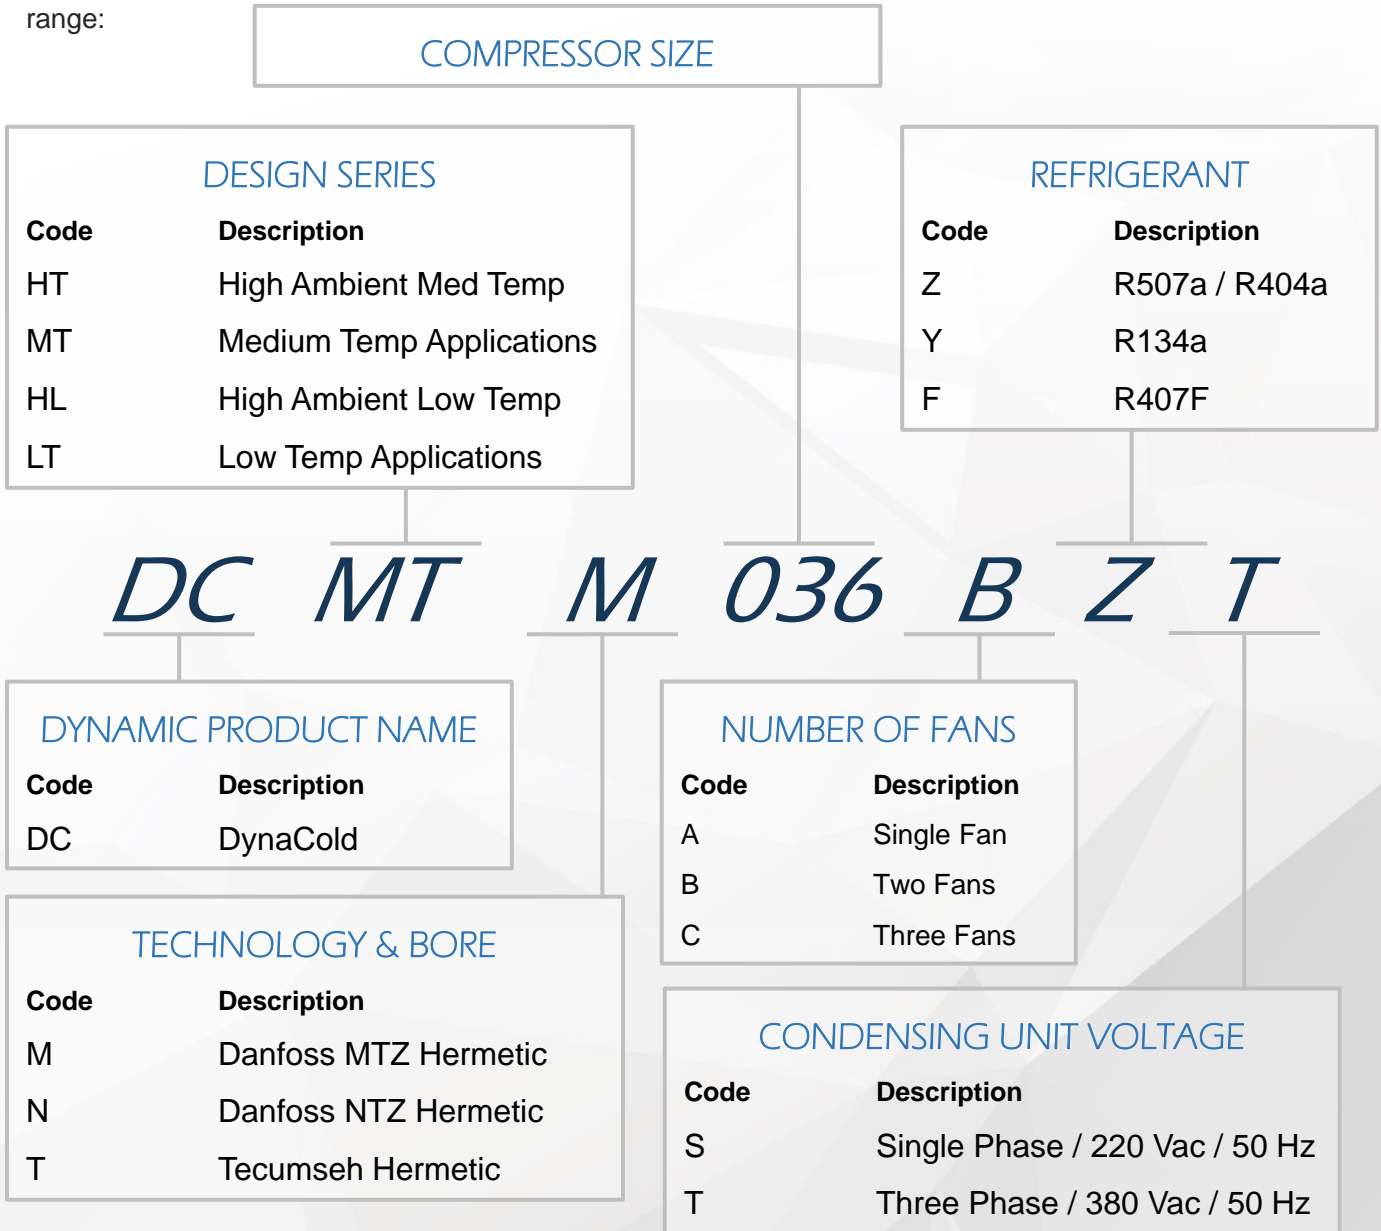 range:
COMPRESSOR SIZE
DESIGN SERIES
Code Description
HT High Ambient Med Temp
MT Medium Temp Applications
HL High Ambient Low Temp
LT Low Temp Applications
REFRIGERANT
Code Description
Z R507a / R404a
Y R134a
F R407F
DC MT M 036 B Z T
DYNAMIC PRODUCT NAME
Code Description
DC DynaCold
TECHNOLOGY & BORE
Code Description
M Danfoss MTZ Hermetic
N Danfoss NTZ Hermetic
T Tecumseh Hermetic
NUMBER OF FANS
Code Description
A Single Fan
B Two Fans
C Three Fans
CONDENSING UNIT VOLTAGE
Code Description
S Single Phase / 220 Vac / 50 Hz
T Three Phase / 380 Vac / 50 Hz